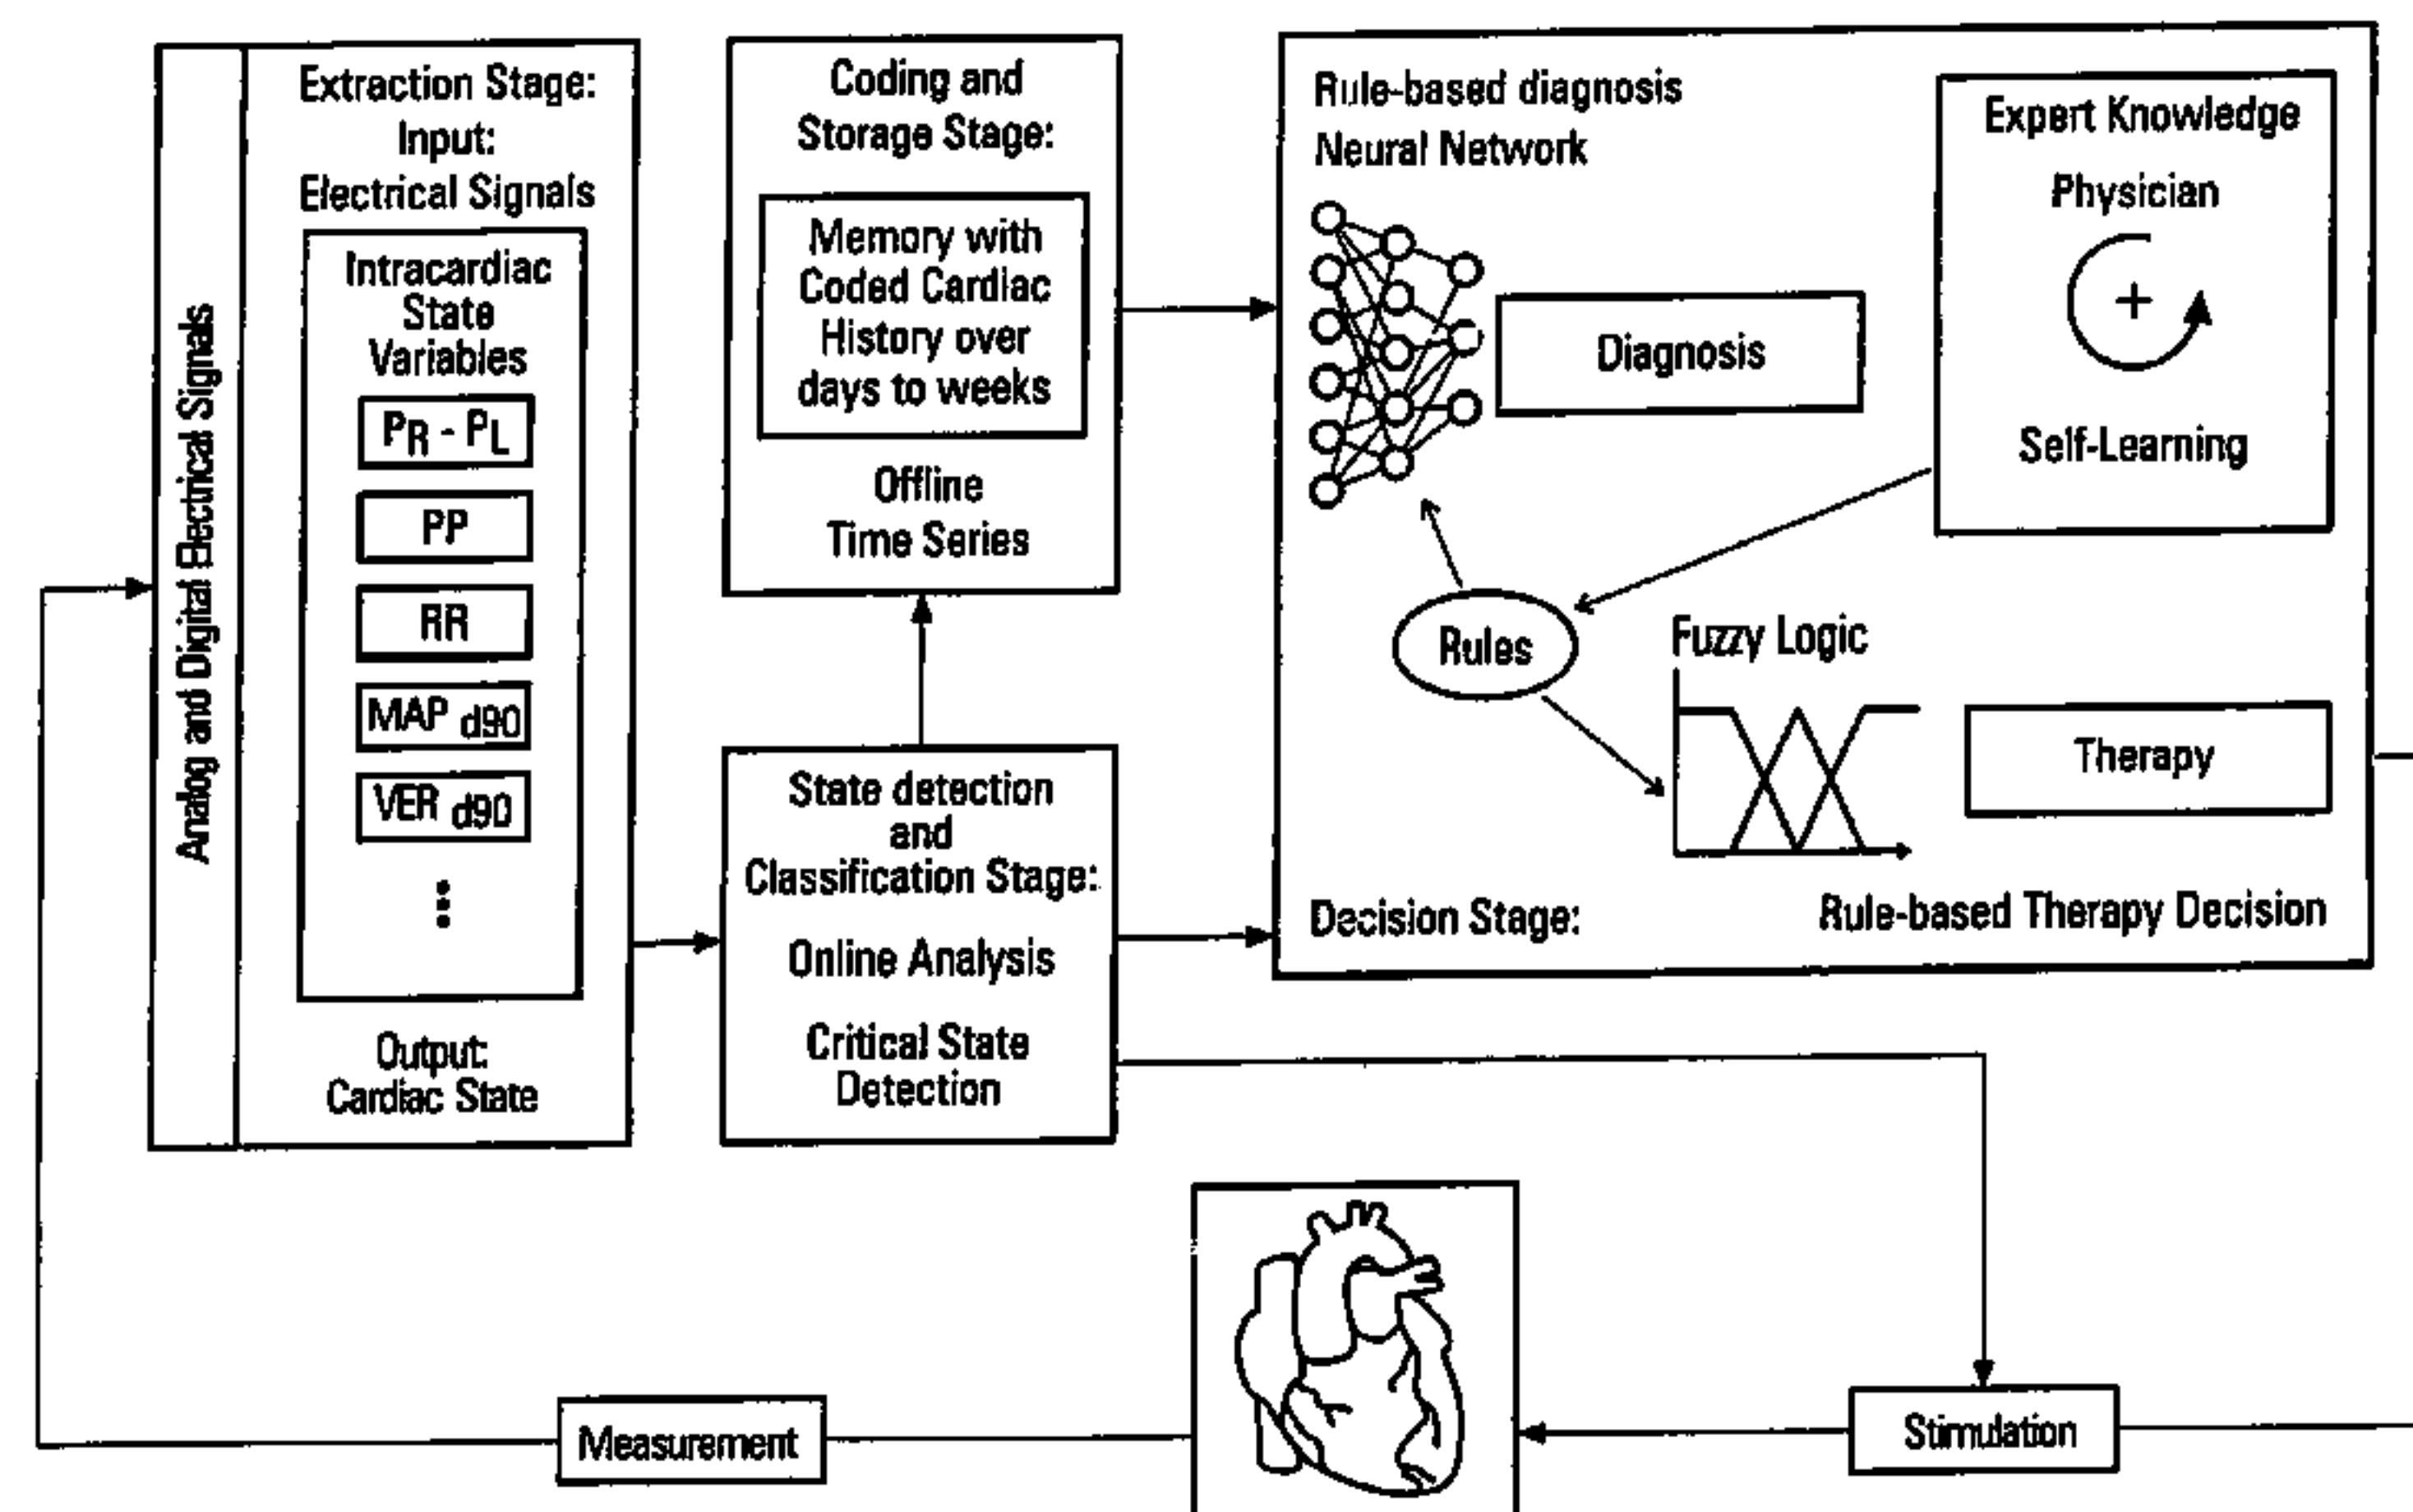 Analog and Digital Electrical Signals
Extraction Stage:
Input:
Electrical Signals
Intracardiac
State
Variables
PR - PL
PP
RR
MAP d90
VER d90
Output:
Cardiac State
Coding and
Storage Stage:
Memory with
Coded Cardiac
History over
days to weeks
Offline
Time Series
State detection
and
Classification Stage:
Online Analysis
Critical State
Detection
Rule-based diagnosis
Neural Network
Diagnosis
Expert Knowledge
Physician
+
Self-Learning
Rules
Fuzzy Logic
Therapy
Decision Stage:
Rule-based Therapy Decision
Measurement
Stimulation